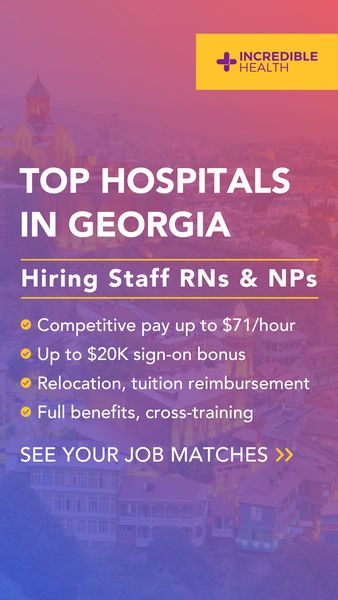 INCREDIBLE
HEALTH
TOP HOSPITALS
IN GEORGIA
Hiring Staff RNs & NPs
Competitive pay up to $71/hour
Up to $20K sign-on bonus
Relocation, tuition reimbursement
Full benefits, cross-training
SEE YOUR JOB MATCHES >>